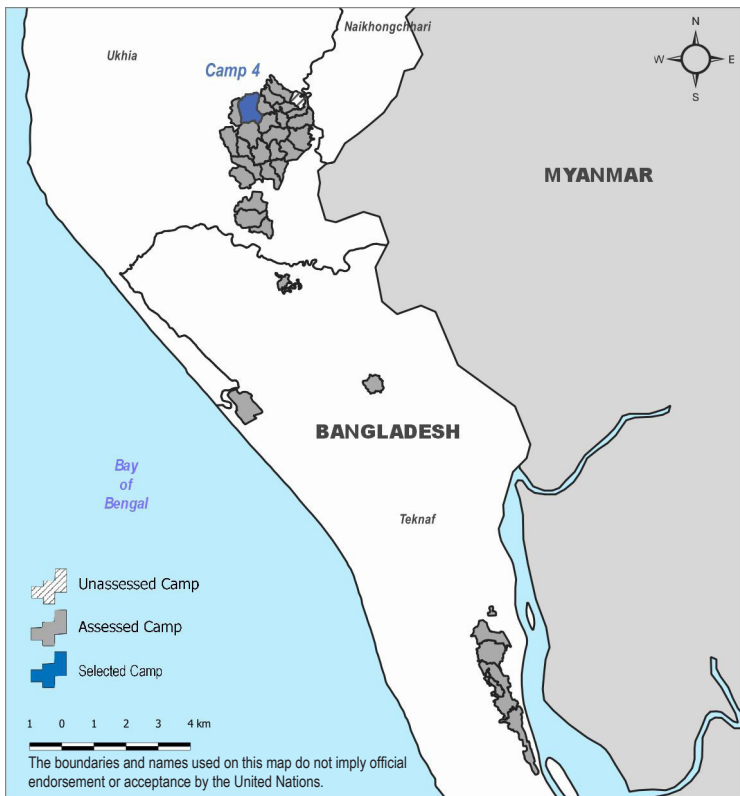 Naikhongchhari
Ukhia
Camp 4
N
W E
S
MYANMAR
BANGLADESH
Bay
of
Bengal
Teknaf
Unassessed Camp
Assessed Camp
Selected Camp
1 0 1 2 3 4 km
The boundaries and names used on this map do not imply official
endorsement or acceptance by the United Nations.